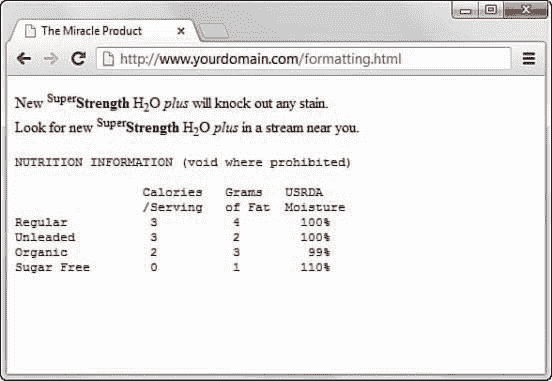 The Miracle Product
http://www.yourdomain.com/formatting.html
New SuperStrength H2O plus will knock out any stain.
Look for new SuperStrength H2O plus in a stream near you.
NUTRITION INFORMATION (void where prohibited)
Calories Grams USRDA
/Serving of Fat Moisture
Regular 3 4 100%
Unleaded 3 2 100%
Organic 2 3 99%
Sugar Free 0 1 110%